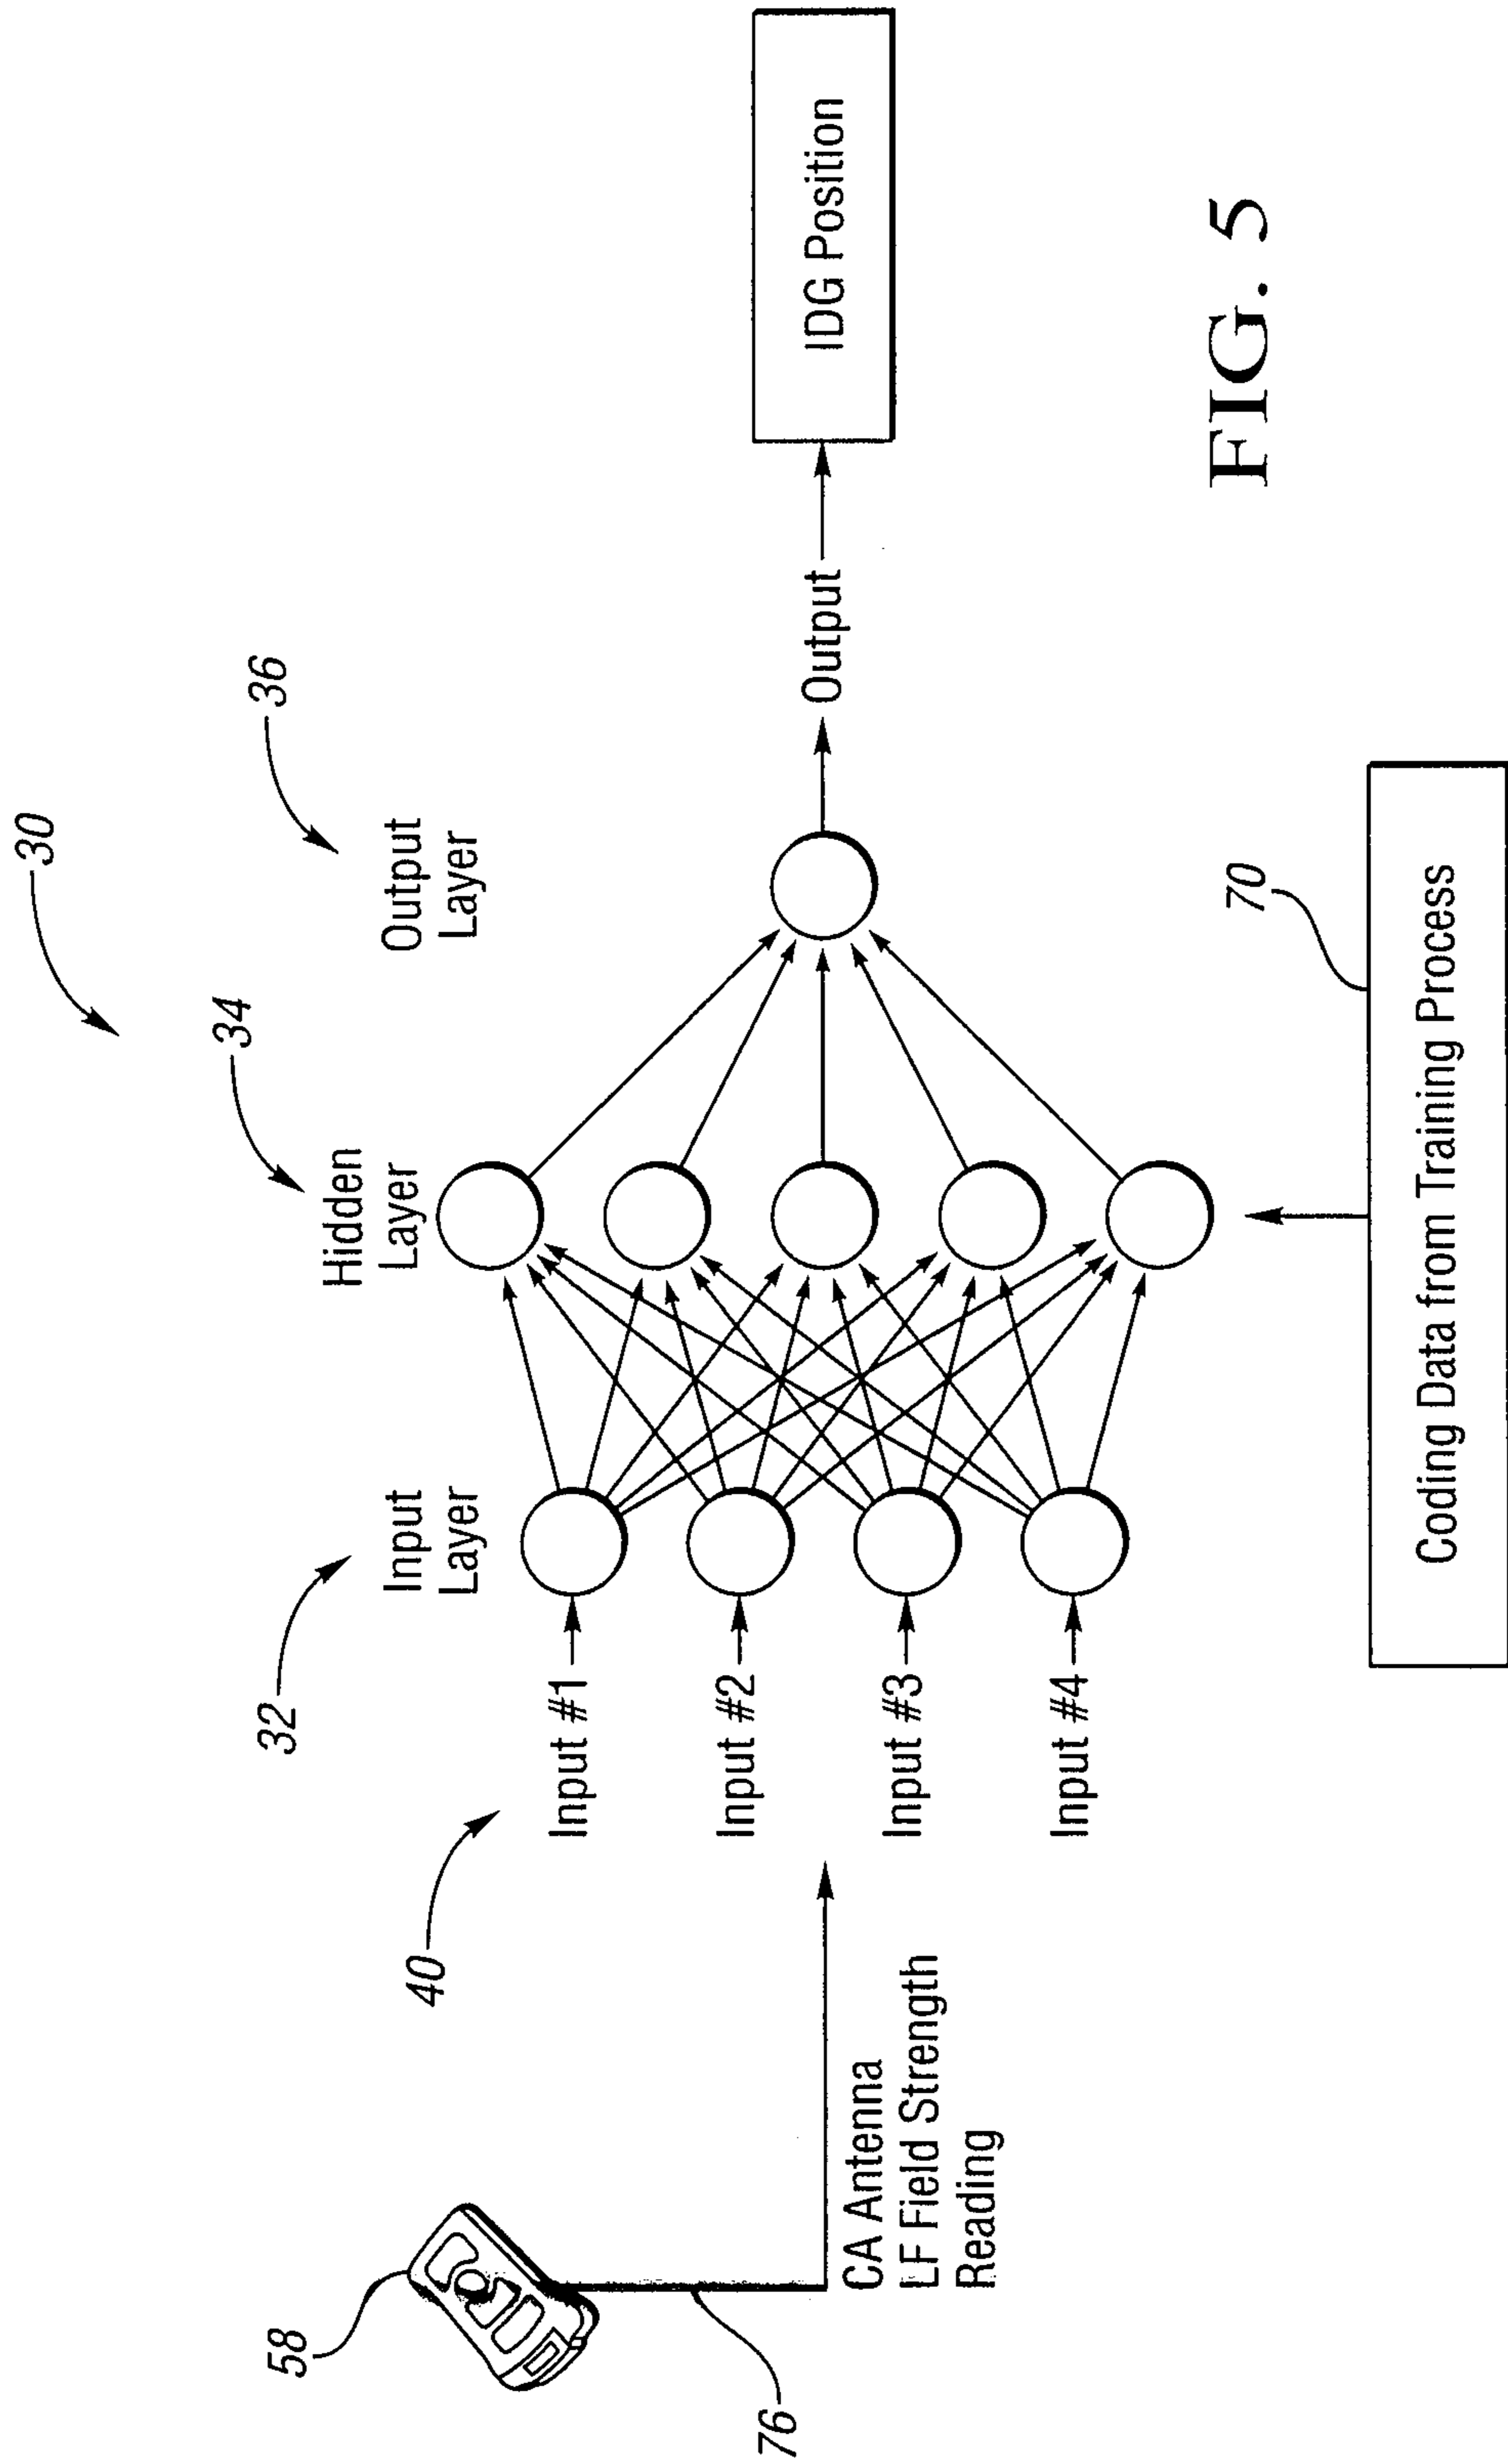 30
34
36
32
40
58
76
70
Hidden
Layer
Output
Layer
Input
Layer
Input #1
Input #2
Input #3
Input #4
CA Antenna
LF Field Strength
Reading
Output
IDG Position
Coding Data from Training Process
FIG. 5